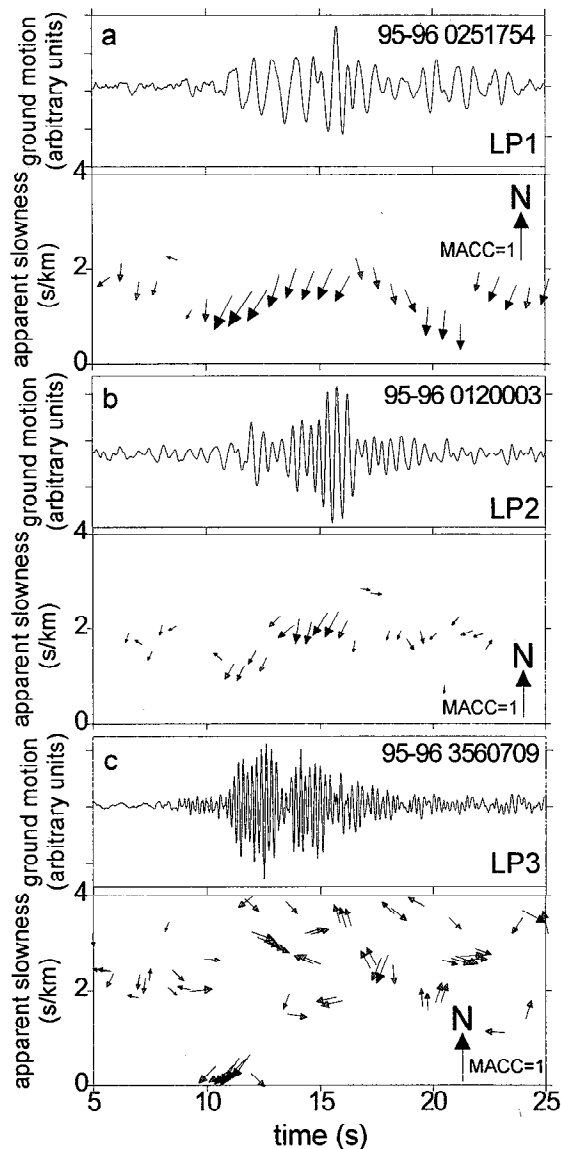 a
95-96 0251754
ground motion
(arbitrary units)
LP1
4
2
0
apparent slowness
(s/km)
N
MACC=1
b
95-96 0120003
ground motion
(arbitrary units)
LP2
4
2
0
apparent slowness
(s/km)
N
MACC=1
c
95-96 3560709
ground motion
(arbitrary units)
LP3
4
2
0
apparent slowness
(s/km)
N
MACC=1
5 10 15 20 25
time (s)